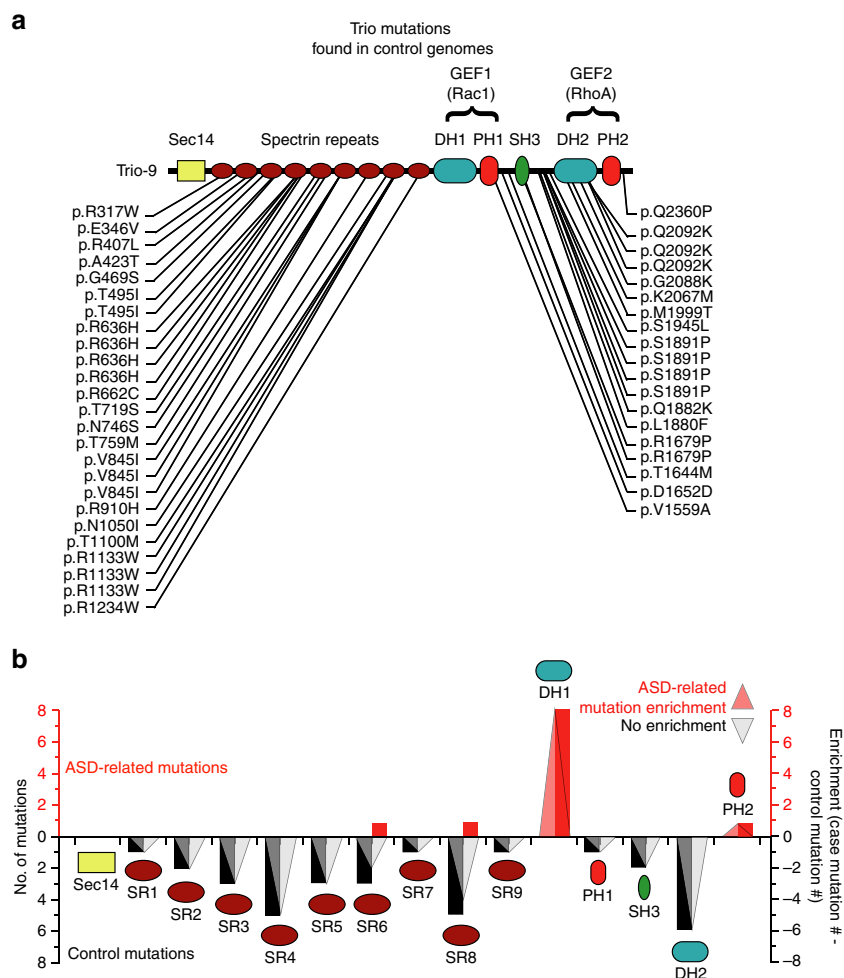 a
Trio mutations
found in control genomes
GEF1
(Rac1)
GEF2
(RhoA)
Sec14
Spectrin repeats
DH1
PH1
SH3
DH2
PH2
Trio-9
p.R317W
p.E346V
p.R407L
p.A423T
p.G469S
p.T495I
p.T495I
p.R636H
p.R636H
p.R636H
p.R636H
p.R662C
p.T719S
p.N746S
p.T759M
p.V845I
p.V845I
p.V845I
p.R910H
p.N1050I
p.T1100M
p.R1133W
p.R1133W
p.R1133W
p.R1234W
p.Q2360P
p.Q2092K
p.Q2092K
p.Q2092K
p.G2088K
p.K2067M
p.M1999T
p.S1945L
p.S1891P
p.S1891P
p.S1891P
p.S1891P
p.Q1882K
p.L1880F
p.R1679P
p.R1679P
p.T1644M
p.D1652D
p.V1559A
b
DH1
ASD-related
mutation enrichment
No enrichment
ASD-related mutations
No. of mutations
8
6
4
2
0
2
4
6
8
Sec14
SR1
SR2
SR3
SR4
SR5
SR6
SR7
SR8
SR9
PH1
SH3
DH2
PH2
Control mutations
8
6
4
2
0
–2
–4
–6
–8
Enrichment (case mutation # -
control mutation #)